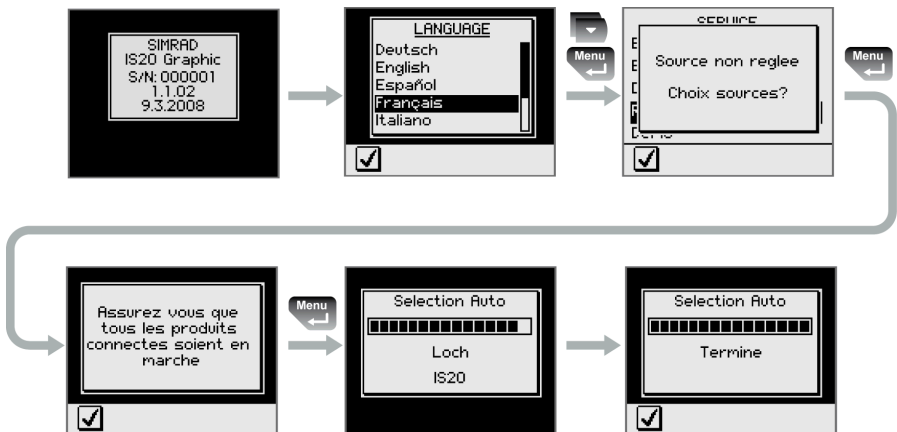 SIMRAD
IS20 Graphic
S/N: 000001
1.1.02
9.3.2008
LANGUAGE
Deutsch
English
Español
Français
Italiano
Menu
SERVICE
Source non reglee
Choix sources?
Demo
Menu
Assurez vous que
tous les produits
connectes soient en
marche
Menu
Selection Auto
Loch
IS20
Selection Auto
Termine